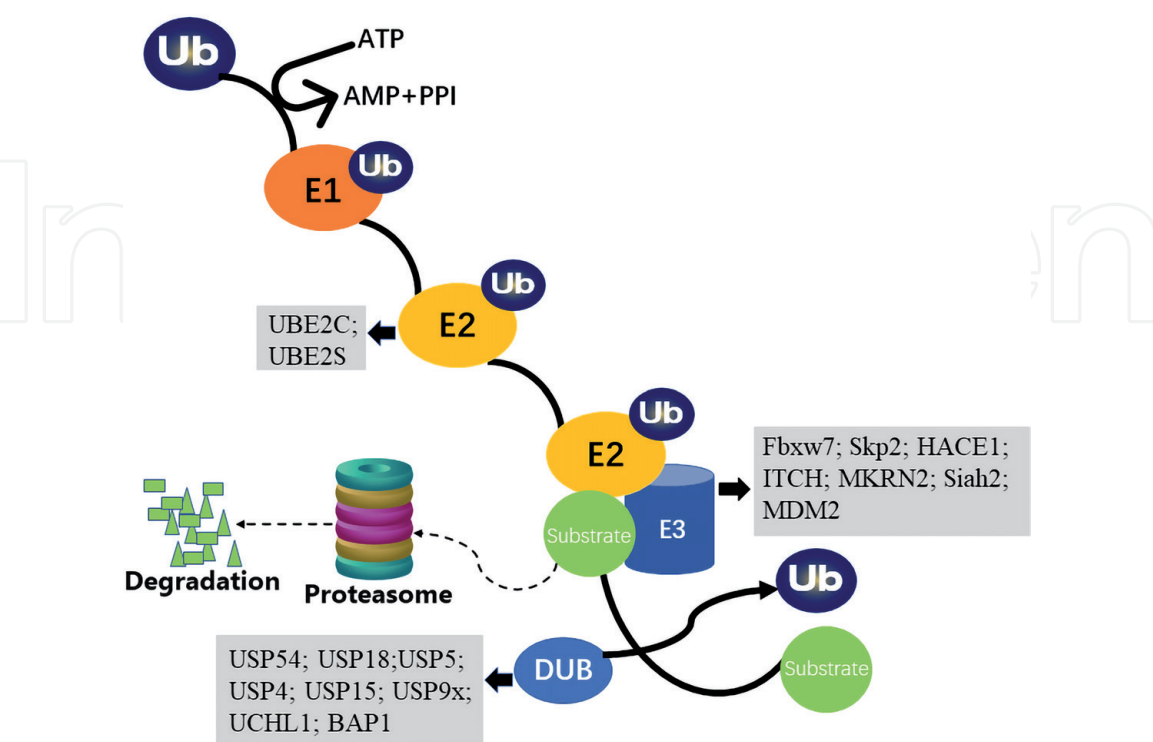 Ub
ATP
AMP+PPI
Ub
E1
Ub
E2
UBE2C;
UBE2S
Ub
E2
Fbxw7; Skp2; HACE1;
ITCH; MKRN2; Siah2;
MDM2
Substrate
E3
Degradation
Proteasome
Ub
USP54; USP18;USP5;
USP4; USP15; USP9x;
UCHL1; BAP1
DUB
Substrate